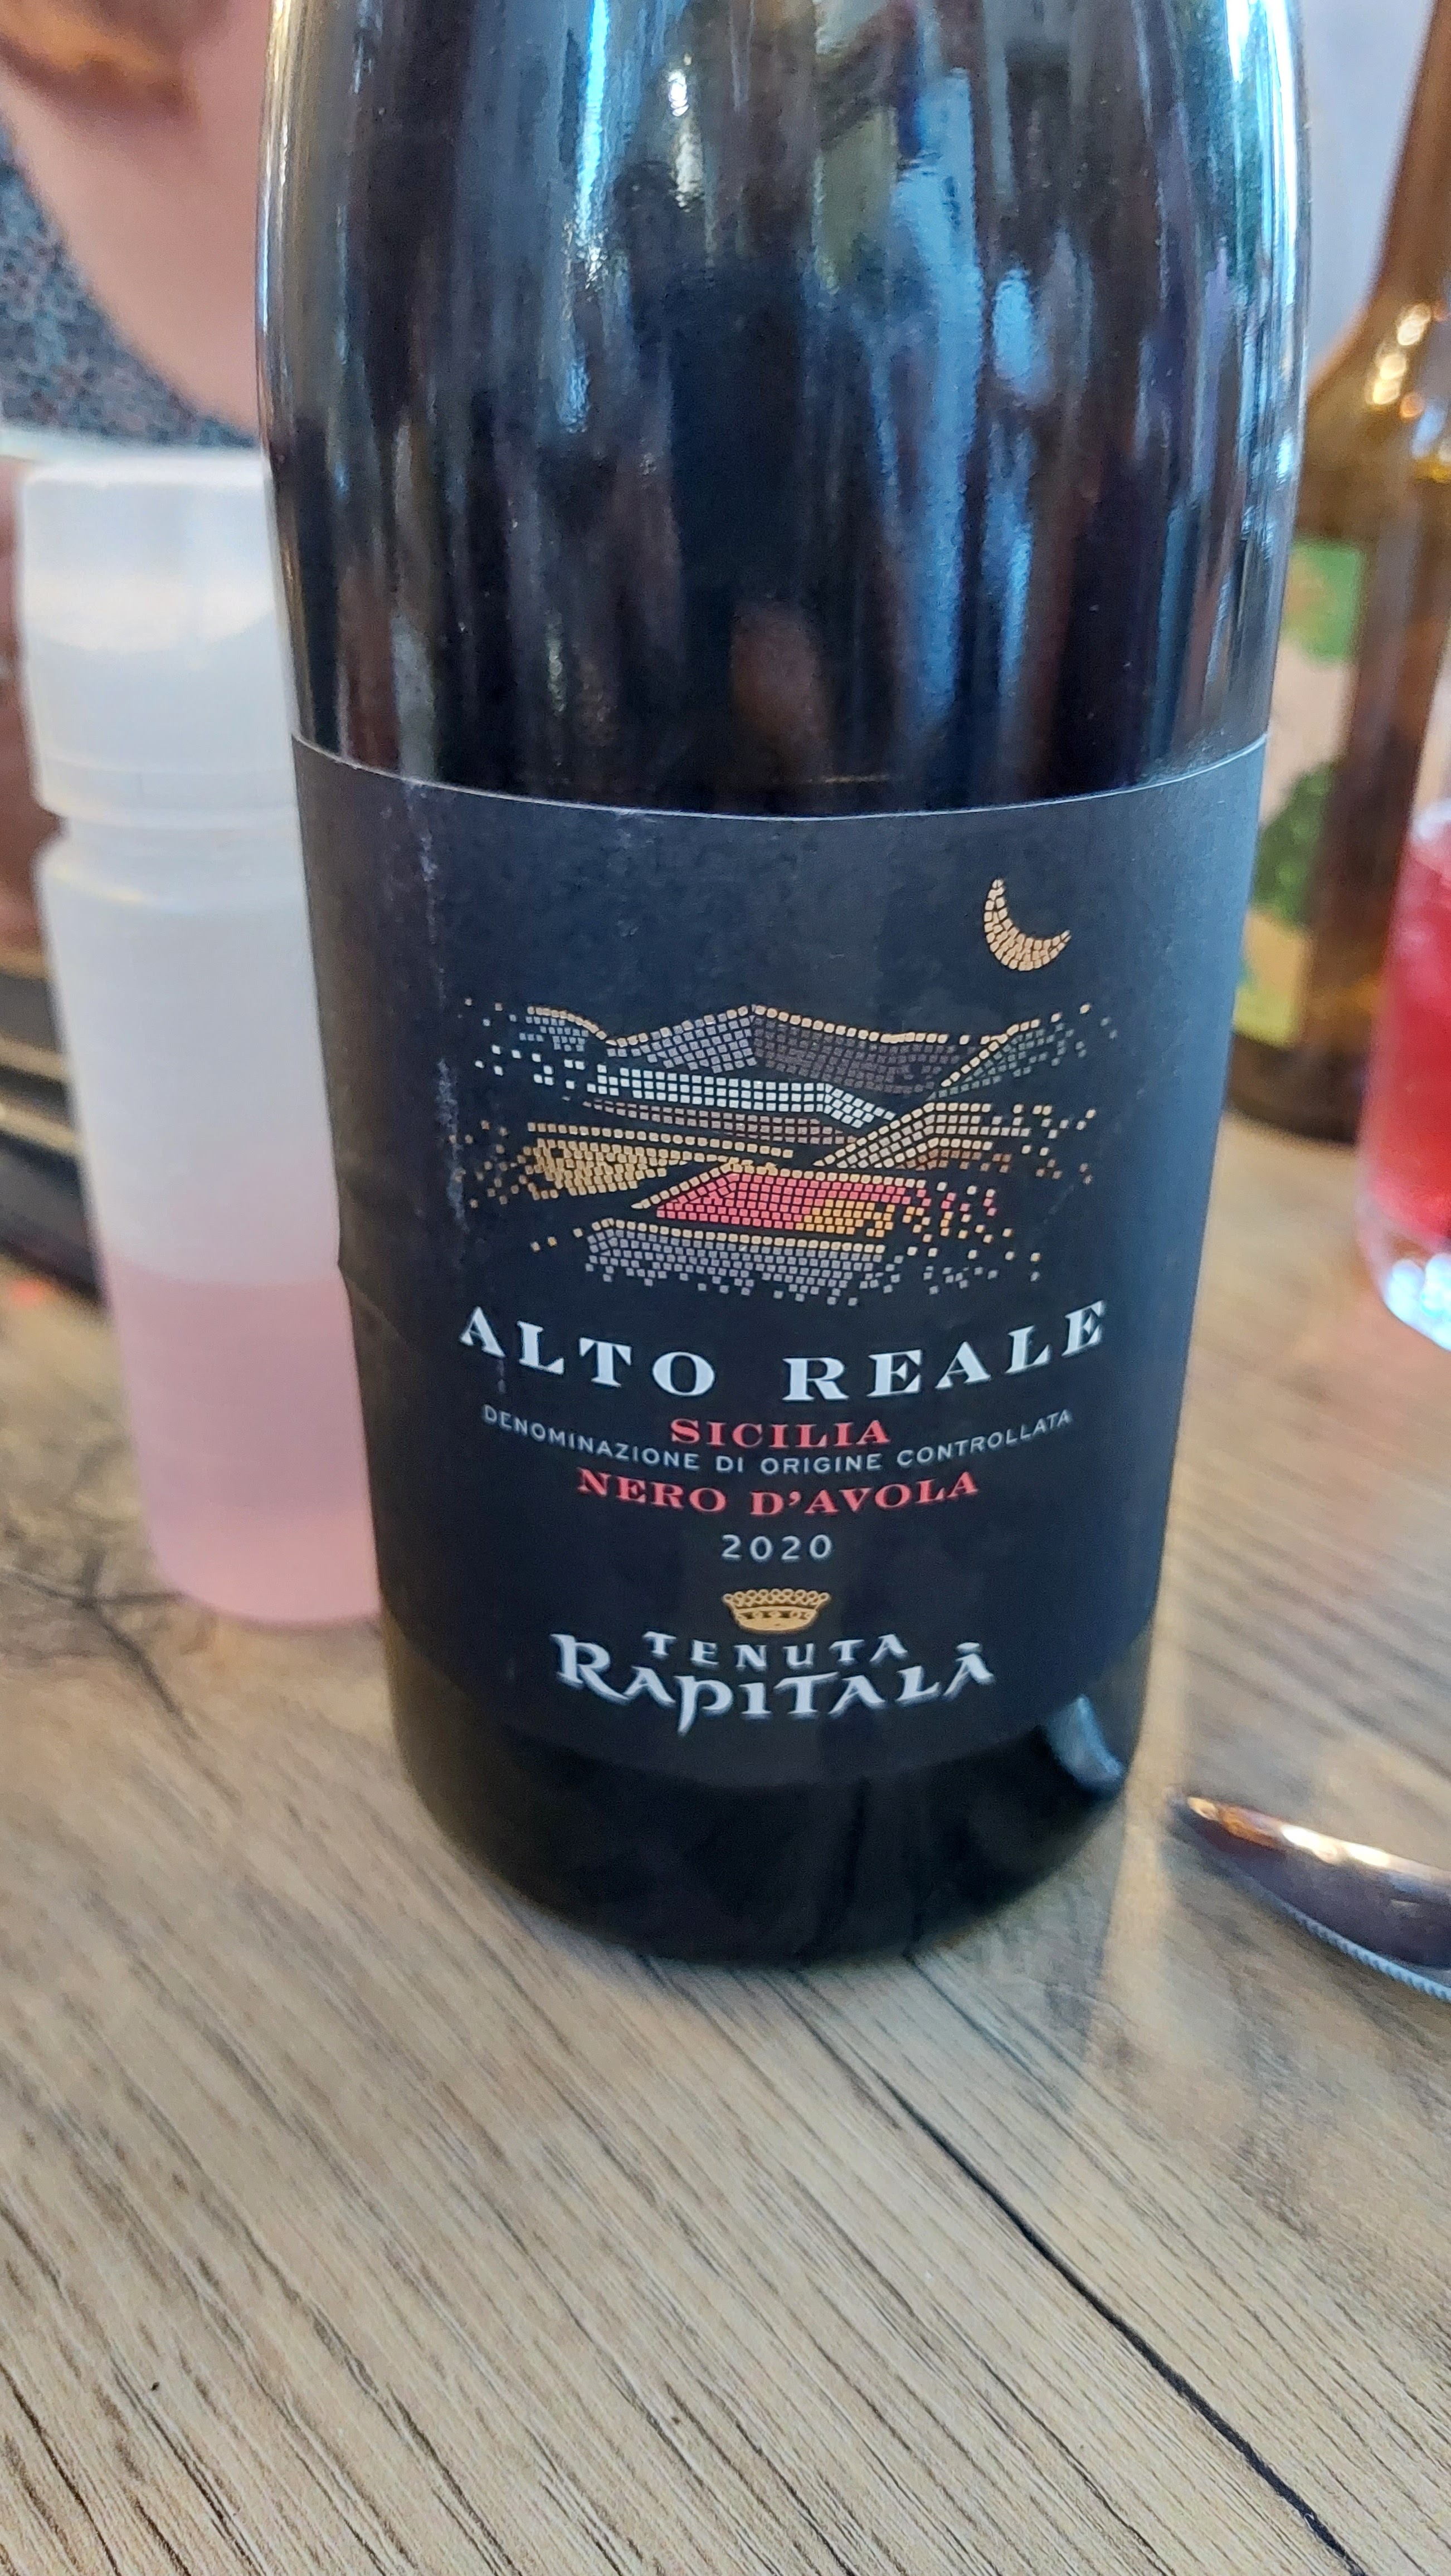 ALTO REALE
SICILIA
DENOMINAZIONE DI ORIGINE CONTROLLATA
NERO D'AVOLA
2020
TENUTA
RAPITALÀ